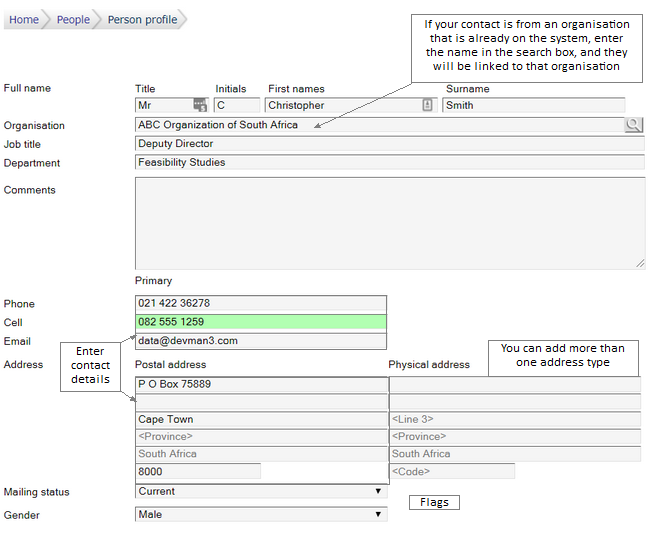 Home People Person profile
If your contact is from an organisation
that is already on the system, enter
the name in the search box, and they
will be linked to that organisation
Full name Title Initials First names Surname
Mr C Christopher Smith
Organisation ABC Organization of South Africa
Job title Deputy Director
Department Feasibility Studies
Comments
Primary
Phone 021 422 36278
Cell 082 555 1259
Email data@devman3.com
Enter
contact
details
You can add more than
one address type
Address Postal address Physical address
P O Box 75889
Cape Town <Line 3>
<Province> <Province>
South Africa South Africa
8000 <Code>
Mailing status Current
Flags
Gender Male